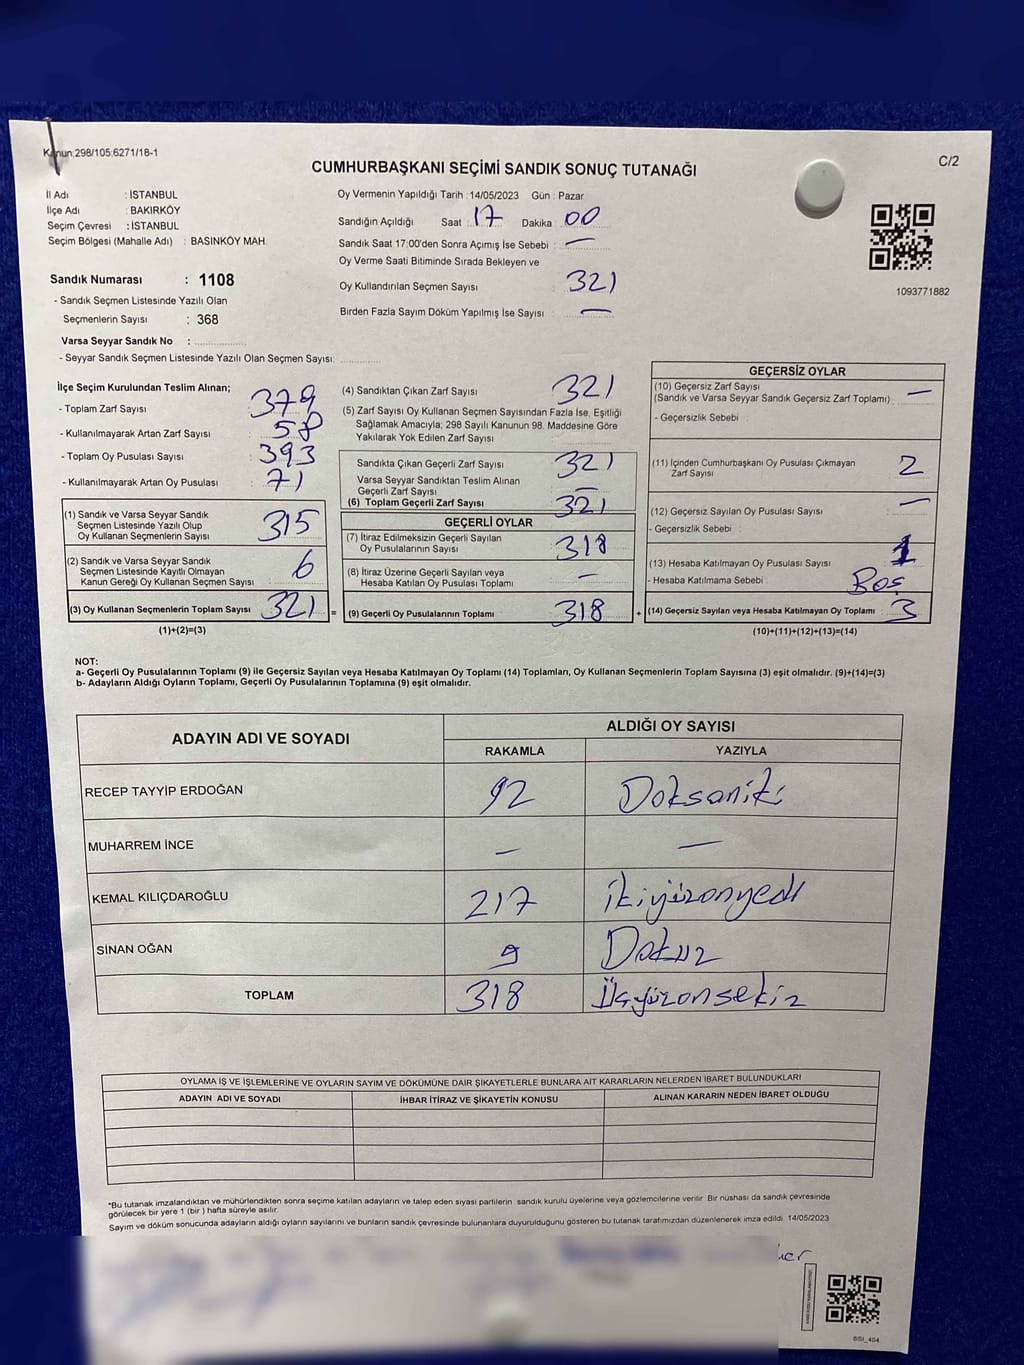 Kanun:298/105,6271/18-1
C/2
CUMHURBAŞKANI SEÇİMİ SANDIK SONUÇ TUTANAĞI
İl Adı : İSTANBUL
İlçe Adı : BAKIRKÖY
Seçim Çevresi : İSTANBUL
Seçim Bölgesi (Mahalle Adı) : BASINKÖY MAH.
Oy Vermenin Yapıldığı Tarih : 14/05/2023 Gün : Pazar
Sandığın Açıldığı Saat : 17 Dakika : 00
Sandık Saat 17:00'den Sonra Açımış İse Sebebi : —
Oy Verme Saati Bitiminde Sırada Bekleyen ve
Oy Kullandırılan Seçmen Sayısı : 321
Birden Fazla Sayım Döküm Yapılmış İse Sayısı : —
1093771882
Sandık Numarası : 1108
- Sandık Seçmen Listesinde Yazılı Olan
Seçmenlerin Sayısı : 368
Varsa Seyyar Sandık No :
- Seyyar Sandık Seçmen Listesinde Yazılı Olan Seçmen Sayısı:
İlçe Seçim Kurulundan Teslim Alınan;
- Toplam Zarf Sayısı : 379
- Kullanılmayarak Artan Zarf Sayısı : 58
- Toplam Oy Pusulası Sayısı : 393
- Kullanılmayarak Artan Oy Pusulası : 71
(1) Sandık ve Varsa Seyyar Sandık
Seçmen Listesinde Yazılı Olup
Oy Kullanan Seçmenlerin Sayısı : 315
(2) Sandık ve Varsa Seyyar Sandık
Seçmen Listesinde Kayıtlı Olmayan
Kanun Gereği Oy Kullanan Seçmen Sayısı : 6
(3) Oy Kullanan Seçmenlerin Toplam Sayısı : 321
(1)+(2)=(3)
(4) Sandıktan Çıkan Zarf Sayısı : 321
(5) Zarf Sayısı Oy Kullanan Seçmen Sayısından Fazla İse, Eşitliği
Sağlamak Amacıyla; 298 Sayılı Kanunun 98. Maddesine Göre
Yakılarak Yok Edilen Zarf Sayısı :
Sandıkta Çıkan Geçerli Zarf Sayısı : 321
Varsa Seyyar Sandıktan Teslim Alınan
Geçerli Zarf Sayısı : —
(6) Toplam Geçerli Zarf Sayısı : 321
GEÇERLİ OYLAR
(7) İtiraz Edilmeksizin Geçerli Sayılan
Oy Pusulalarının Sayısı : 318
(8) İtiraz Üzerine Geçerli Sayılan veya
Hesaba Katılan Oy Pusulası Toplamı : —
= (9) Geçerli Oy Pusulalarının Toplamı : 318 +
GEÇERSİZ OYLAR
(10) Geçersiz Zarf Sayısı
(Sandık ve Varsa Seyyar Sandık Geçersiz Zarf Toplamı) : —
- Geçersizlik Sebebi :
(11) İçinden Cumhurbaşkanı Oy Pusulası Çıkmayan
Zarf Sayısı : 2
(12) Geçersiz Sayılan Oy Pusulası Sayısı : —
- Geçersizlik Sebebi :
(13) Hesaba Katılmayan Oy Pusulası Sayısı : 1
- Hesaba Katılmama Sebebi : Boş
(14) Geçersiz Sayılan veya Hesaba Katılmayan Oy Toplamı : 3
(10)+(11)+(12)+(13)=(14)
NOT:
a- Geçerli Oy Pusulalarının Toplamı (9) ile Geçersiz Sayılan veya Hesaba Katılmayan Oy Toplamı (14) Toplamları, Oy Kullanan Seçmenlerin Toplam Sayısına (3) eşit olmalıdır. (9)+(14)=(3)
b- Adayların Aldığı Oyların Toplamı, Geçerli Oy Pusulalarının Toplamına (9) eşit olmalıdır.
ADAYIN ADI VE SOYADI
ALDIĞI OY SAYISI
RAKAMLA YAZIYLA
RECEP TAYYİP ERDOĞAN 92 Doksaniki
MUHARREM İNCE — —
KEMAL KILIÇDAROĞLU 217 ikiyüzonyedi
SİNAN OĞAN 9 Dokuz
TOPLAM 318 Üçyüzonsekiz
OYLAMA İŞ VE İŞLEMLERİNE VE OYLARIN SAYIM VE DÖKÜMÜNE DAİR ŞİKAYETLERLE BUNLARA AİT KARARLARIN NELERDEN İBARET BULUNDUKLARI
ADAYIN ADI VE SOYADI İHBAR İTİRAZ VE ŞİKAYETİN KONUSU ALINAN KARARIN NEDEN İBARET OLDUĞU
*Bu tutanak imzalandıktan ve mühürlendikten sonra seçime katılan adayların ve talep eden siyasi partilerin sandık kurulu üyelerine veya gözlemcilerine verilir. Bir nüshası da sandık çevresinde
görülecek bir yere 1 (bir ) hafta süreyle asılır.
Sayım ve döküm sonucunda adayların aldığı oyların sayılarını ve bunların sandık çevresinde bulunanlara duyurulduğunu gösteren bu tutanak tarafımızdan düzenlenerek imza edildi. 14/05/2023
SSI_404